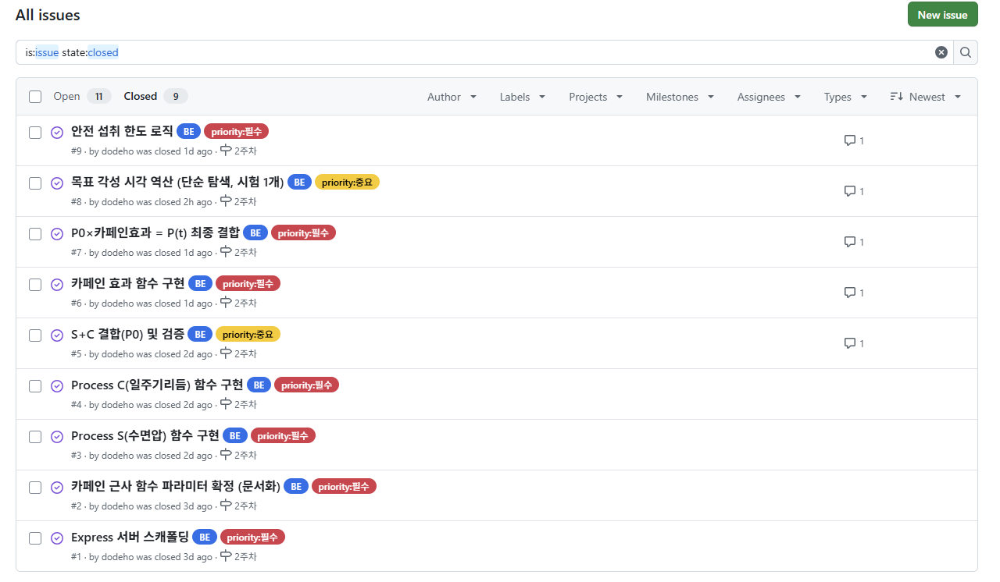 All issues
New issue
is:issue state:closed
Open 11 Closed 9 Author Labels Projects Milestones Assignees Types Newest
안전 섭취 한도 로직 BE priority:필수
#9 · by dodeho was closed 1d ago · 2주차
1
목표 각성 시각 역산 (단순 탐색, 시험 1개) BE priority:중요
#8 · by dodeho was closed 2h ago · 2주차
1
P0×카페인효과 = P(t) 최종 결합 BE priority:필수
#7 · by dodeho was closed 1d ago · 2주차
1
카페인 효과 함수 구현 BE priority:필수
#6 · by dodeho was closed 1d ago · 2주차
1
S+C 결합(P0) 및 검증 BE priority:중요
#5 · by dodeho was closed 2d ago · 2주차
1
Process C(일주기리듬) 함수 구현 BE priority:필수
#4 · by dodeho was closed 2d ago · 2주차
Process S(수면압) 함수 구현 BE priority:필수
#3 · by dodeho was closed 2d ago · 2주차
카페인 근사 함수 파라미터 확정 (문서화) BE priority:필수
#2 · by dodeho was closed 3d ago · 2주차
Express 서버 스캐폴딩 BE priority:필수
#1 · by dodeho was closed 3d ago · 2주차